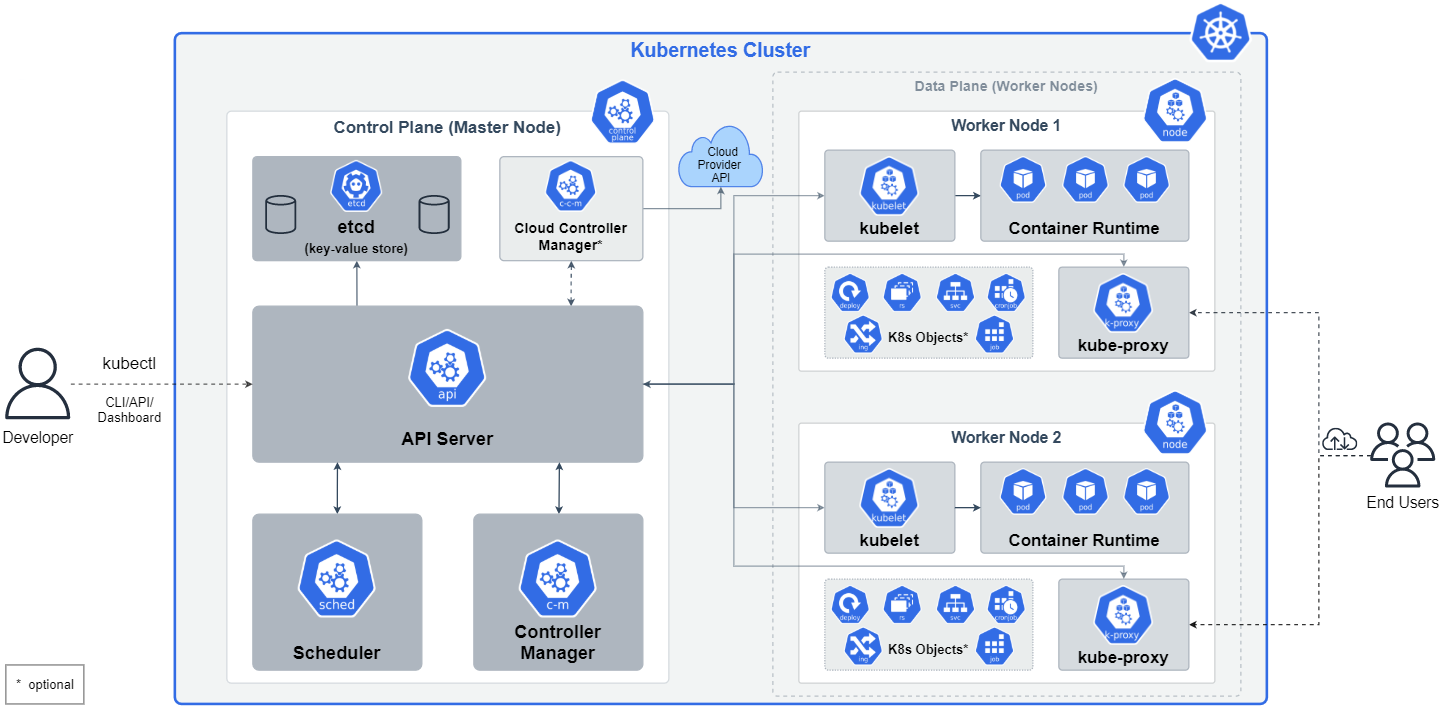 Kubernetes Cluster
Control Plane (Master Node)
control
plane
etcd
etcd
(key-value store)
c-c-m
Cloud Controller
Manager*
Cloud
Provider
API
kubectl
CLI/API/
Dashboard
Developer
api
API Server
sched
Scheduler
c-m
Controller
Manager
* optional
Data Plane (Worker Nodes)
Worker Node 1
node
kubelet
kubelet
pod
pod
pod
Container Runtime
deploy
rs
svc
cronjob
ing
K8s Objects*
job
k-proxy
kube-proxy
Worker Node 2
node
kubelet
kubelet
pod
pod
pod
Container Runtime
deploy
rs
svc
cronjob
ing
K8s Objects*
job
k-proxy
kube-proxy
End Users